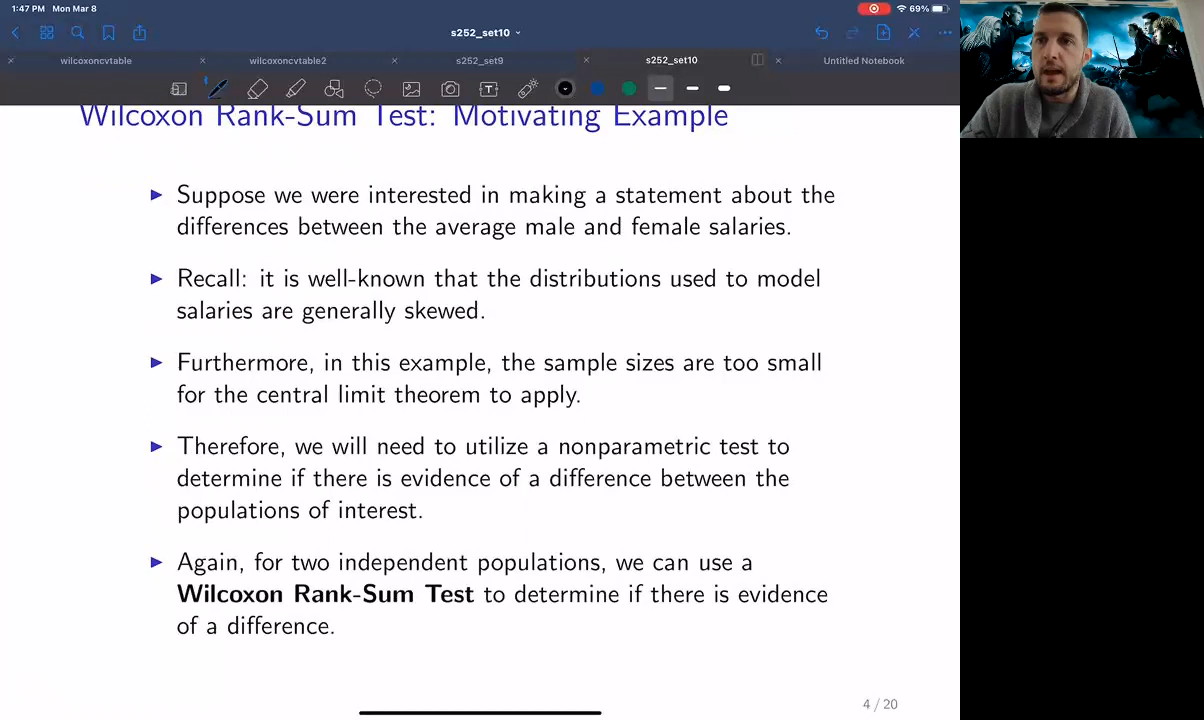 1:47 PM Mon Mar 8
69%
s252_set10
wilcoxoncvtable
wilcoxoncvtable2
s252_set9
s252_set10
Untitled Notebook
Wilcoxon Rank-Sum Test: Motivating Example
Suppose we were interested in making a statement about the
differences between the average male and female salaries.
Recall: it is well-known that the distributions used to model
salaries are generally skewed.
Furthermore, in this example, the sample sizes are too small
for the central limit theorem to apply.
Therefore, we will need to utilize a nonparametric test to
determine if there is evidence of a difference between the
populations of interest.
Again, for two independent populations, we can use a
Wilcoxon Rank-Sum Test to determine if there is evidence
of a difference.
4 / 20